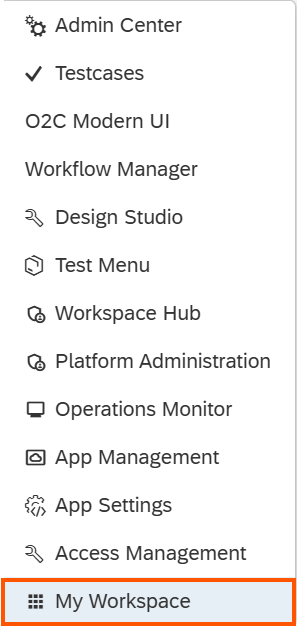 Admin Center
Testcases
O2C Modern UI
Workflow Manager
Design Studio
Test Menu
Workspace Hub
Platform Administration
Operations Monitor
App Management
App Settings
Access Management
My Workspace